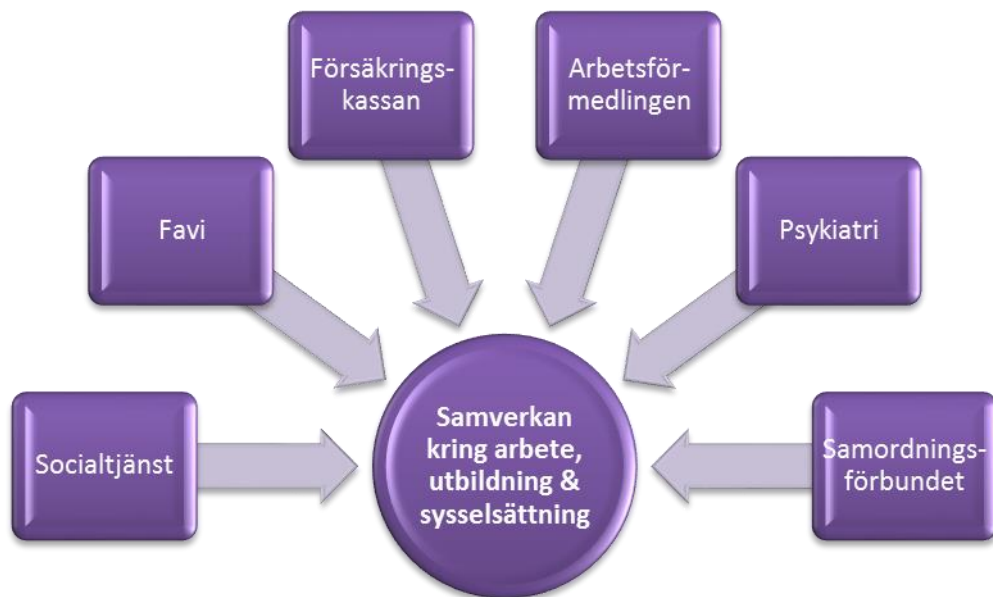 Försäkrings-
kassan
Arbetsför-
medlingen
Favi
Psykiatri
Socialtjänst
Samverkan
kring arbete,
utbildning &
sysselsättning
Samordnings-
förbundet